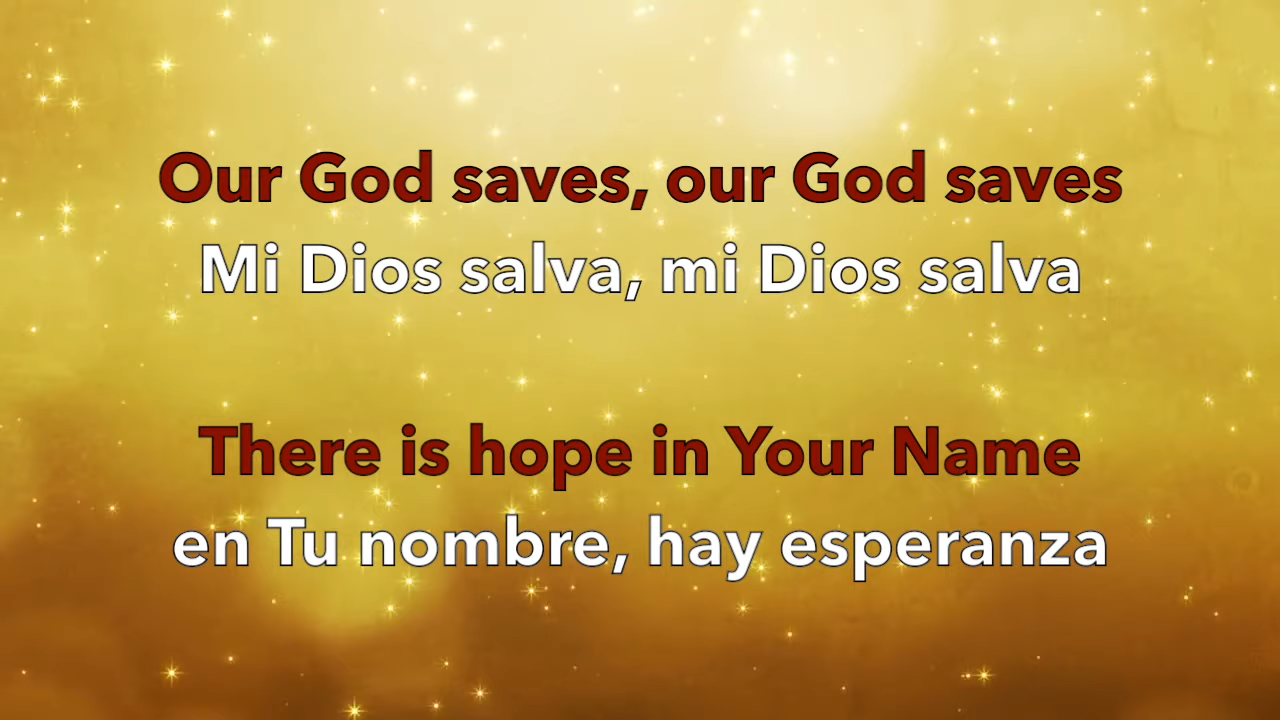 Our God saves, our God saves
Mi Dios salva, mi Dios salva
There is hope in Your Name
en Tu nombre, hay esperanza